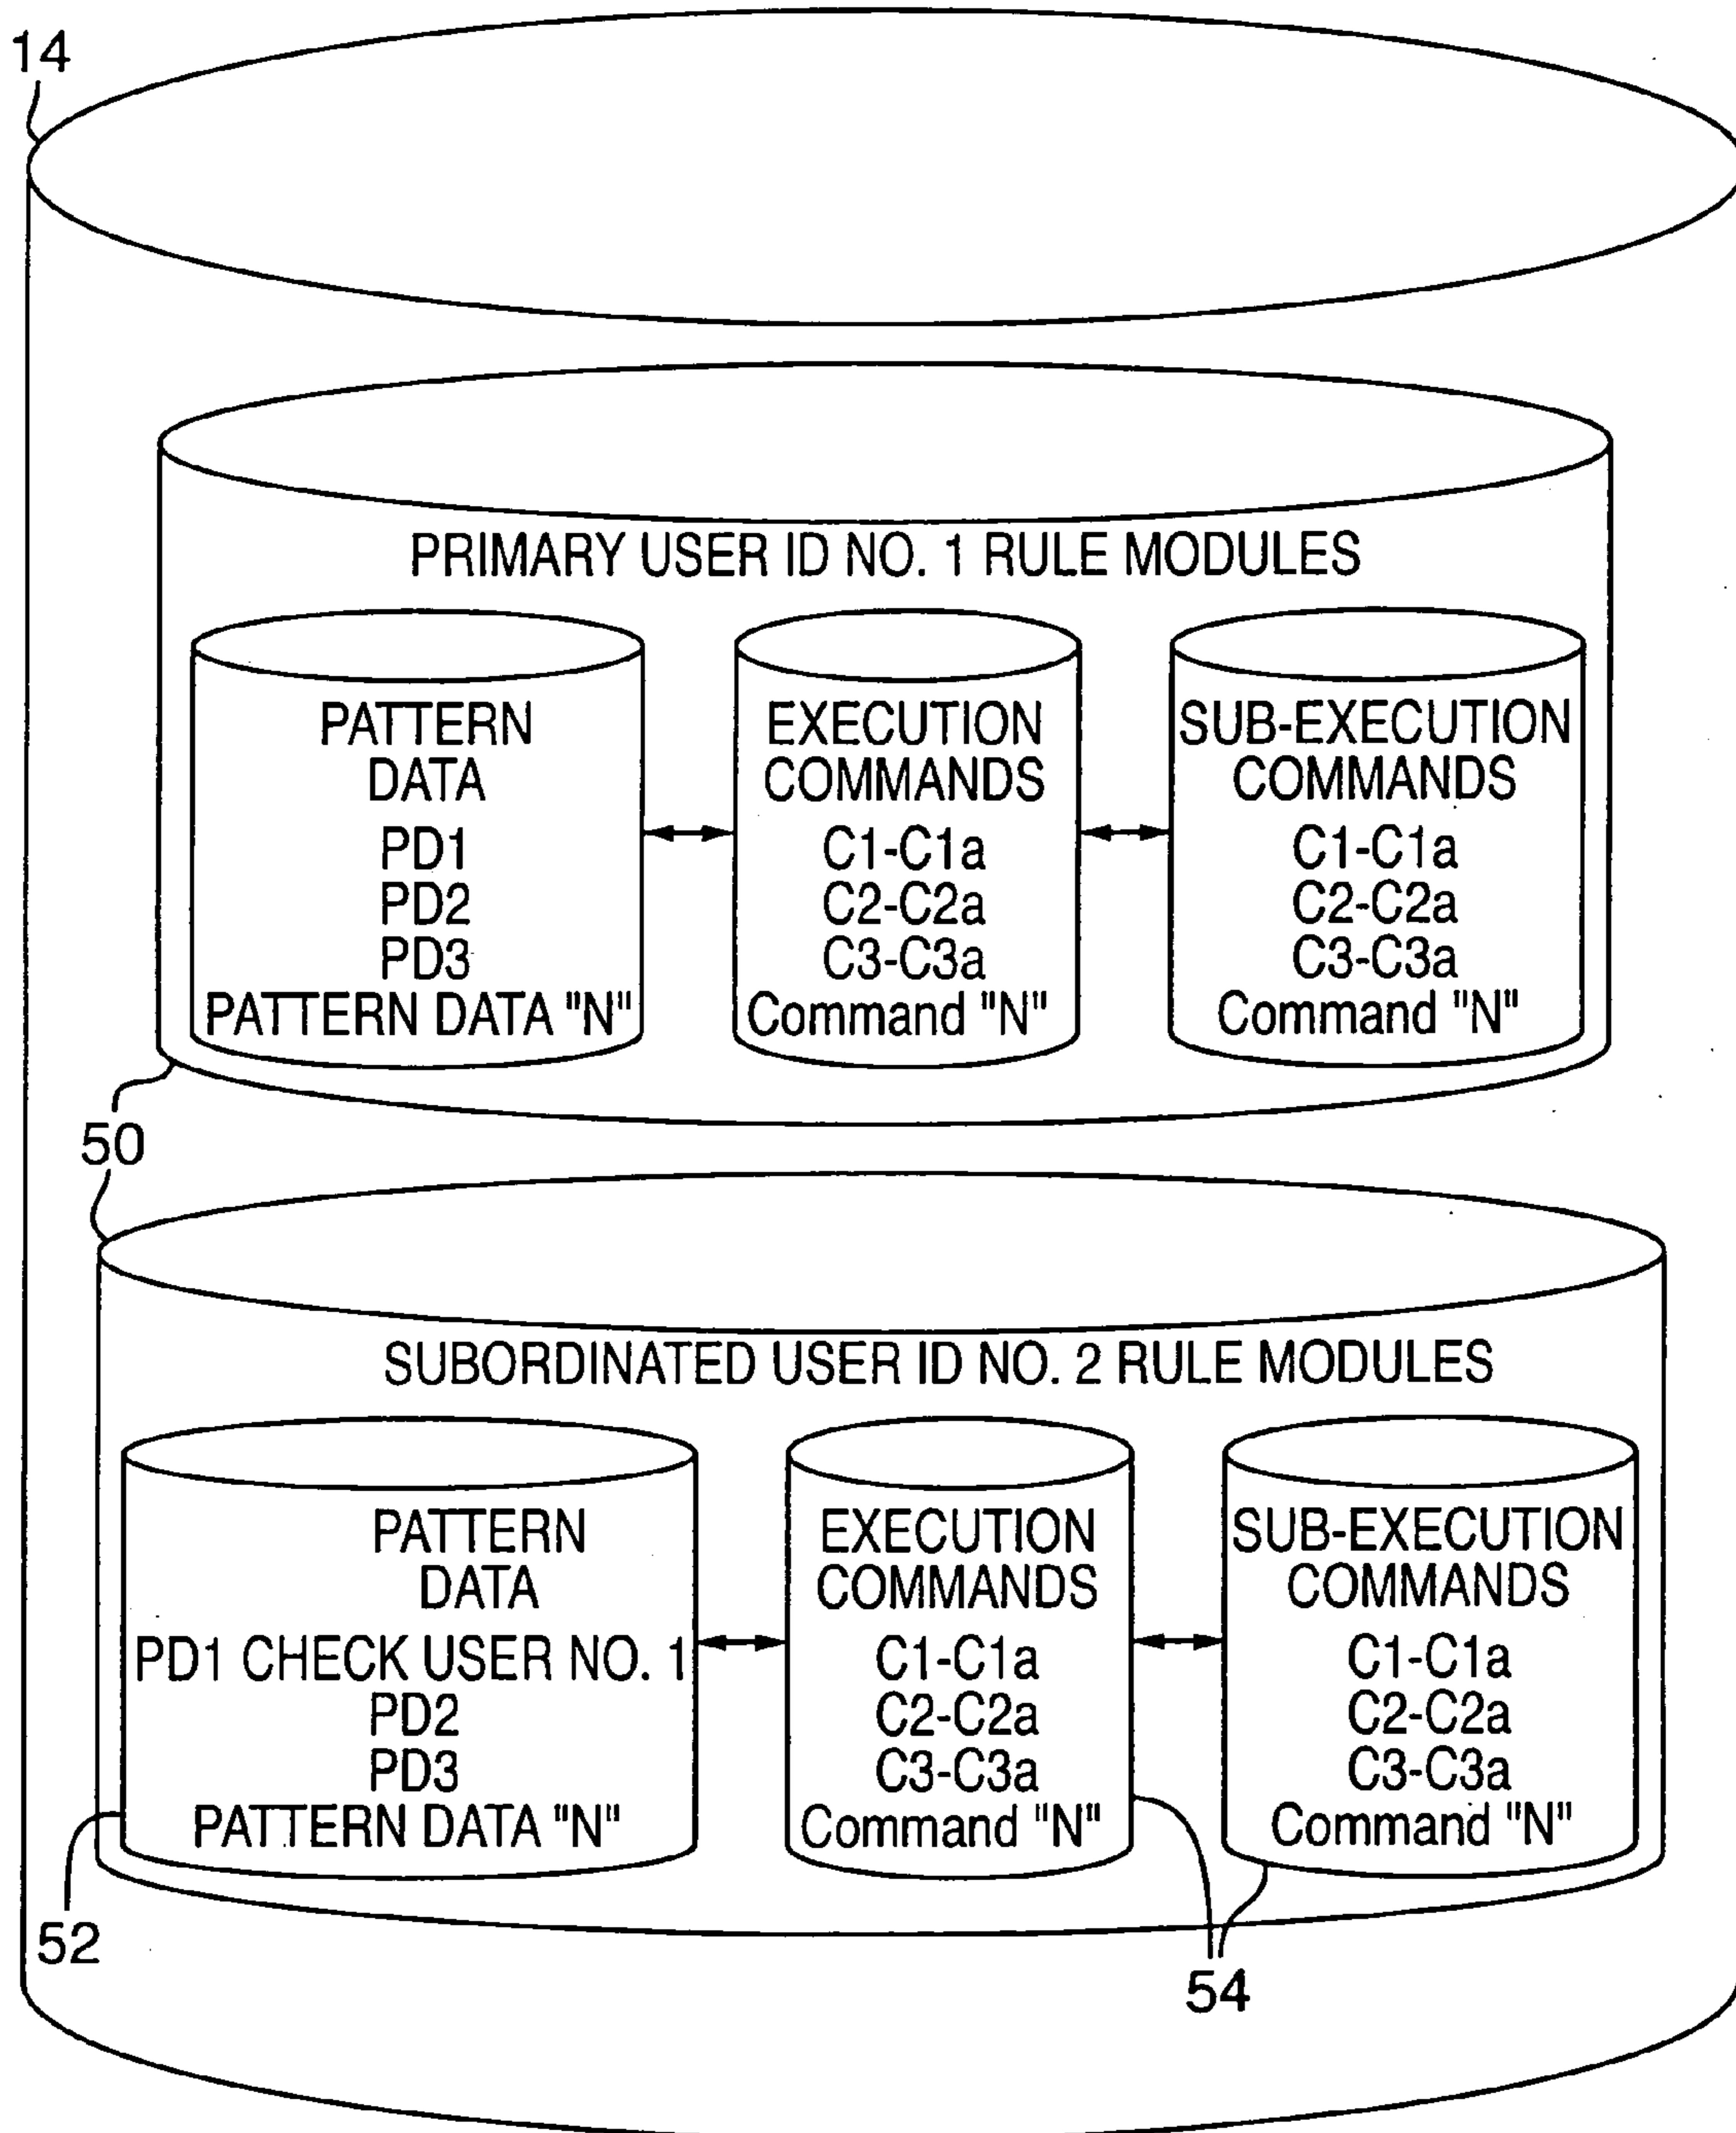 14
PRIMARY USER ID NO. 1 RULE MODULES
PATTERN
DATA
PD1
PD2
PD3
PATTERN DATA "N"
EXECUTION
COMMANDS
C1-C1a
C2-C2a
C3-C3a
Command "N"
SUB-EXECUTION
COMMANDS
C1-C1a
C2-C2a
C3-C3a
Command "N"
50
SUBORDINATED USER ID NO. 2 RULE MODULES
PATTERN
DATA
PD1 CHECK USER NO. 1
PD2
PD3
PATTERN DATA "N"
EXECUTION
COMMANDS
C1-C1a
C2-C2a
C3-C3a
Command "N"
SUB-EXECUTION
COMMANDS
C1-C1a
C2-C2a
C3-C3a
Command "N"
52
54